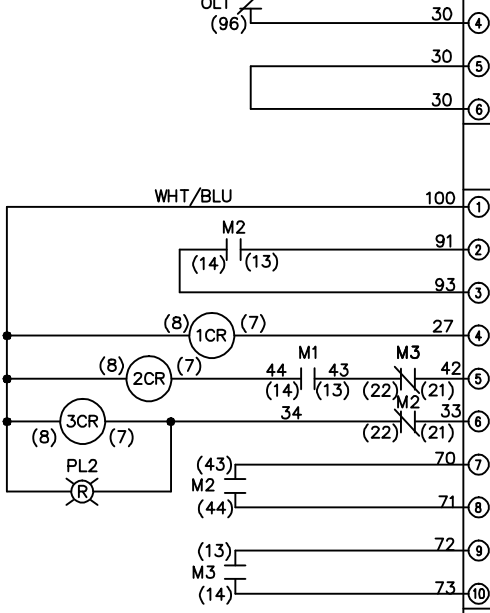 OLT
(96) 30 4
30 5
30 6
WHT/BLU 100 1
M2
91 2
(14) (13)
93 3
(8) 1CR (7) 27 4
M1 M3
(8) 2CR (7) 44 43 42 5
(14) (13) (22) (21)
M2
3CR 34 33 6
(8) (7) (22) (21)
PL2
R
(43) 70 7
M2
(44) 71 8
(13) 72 9
M3
(14) 73 10